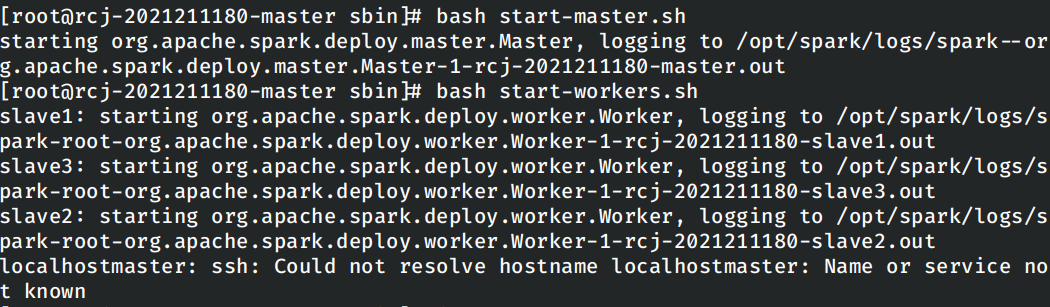 [root@rcj-2021211180-master sbin]# bash start-master.sh
starting org.apache.spark.deploy.master.Master, logging to /opt/spark/logs/spark--or
g.apache.spark.deploy.master.Master-1-rcj-2021211180-master.out
[root@rcj-2021211180-master sbin]# bash start-workers.sh
slave1: starting org.apache.spark.deploy.worker.Worker, logging to /opt/spark/logs/s
park-root-org.apache.spark.deploy.worker.Worker-1-rcj-2021211180-slave1.out
slave3: starting org.apache.spark.deploy.worker.Worker, logging to /opt/spark/logs/s
park-root-org.apache.spark.deploy.worker.Worker-1-rcj-2021211180-slave3.out
slave2: starting org.apache.spark.deploy.worker.Worker, logging to /opt/spark/logs/s
park-root-org.apache.spark.deploy.worker.Worker-1-rcj-2021211180-slave2.out
localhostmaster: ssh: Could not resolve hostname localhostmaster: Name or service no
t known